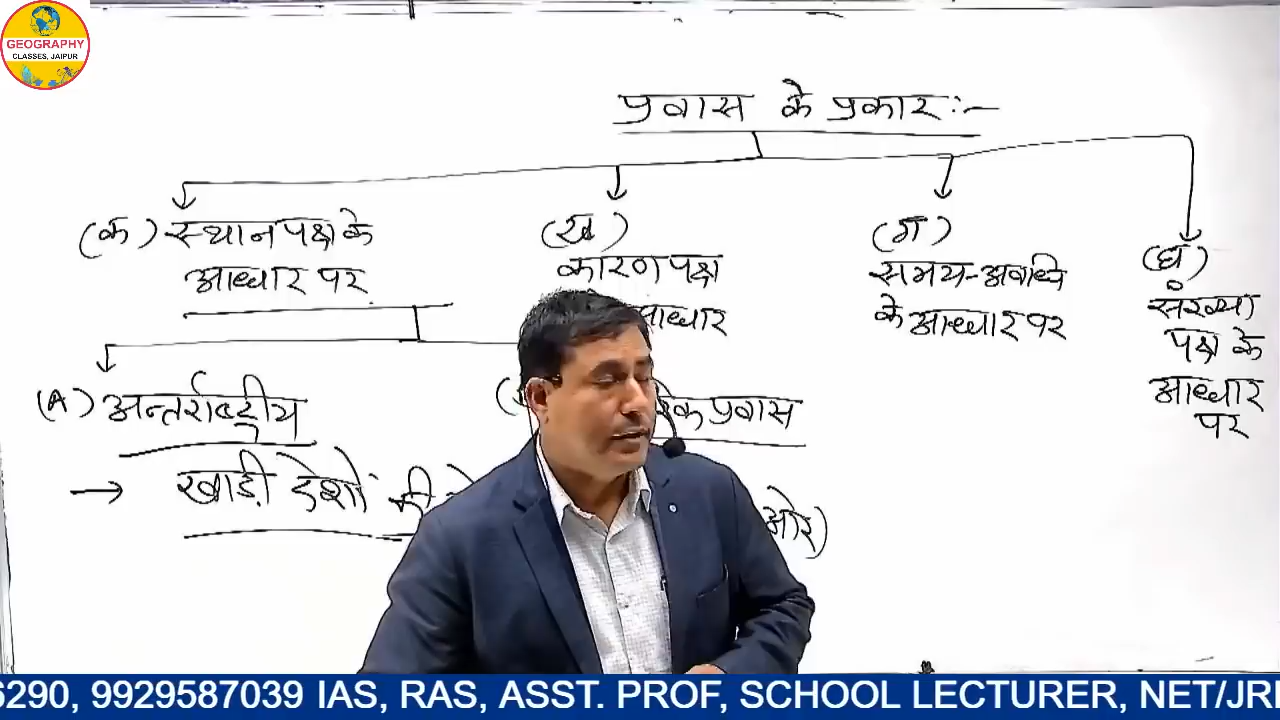 GEOGRAPHY
CLASSES, JAIPUR
प्रवास के प्रकार :-
(क) स्थान पक्ष के
आधार पर
(ख)
कारण पक्ष
आधार
(ग)
समय-अवधि
के आधार पर
(घ)
संख्या
पक्ष के
आधार
पर
(A) अन्तर्राष्ट्रीय
प्रवास
→ खाड़ी देशों की
ओर)
6290, 9929587039 IAS, RAS, ASST. PROF, SCHOOL LECTURER, NET/JR